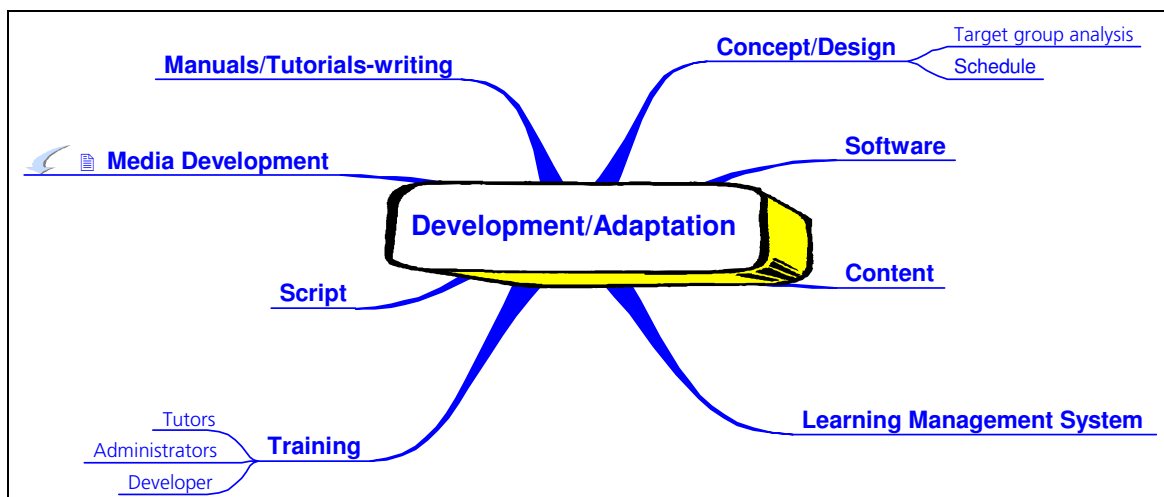 Target group analysis
Concept/Design
Schedule
Manuals/Tutorials-writing
Software
Media Development
Development/Adaptation
Content
Script
Learning Management System
Tutors
Training
Administrators
Developer